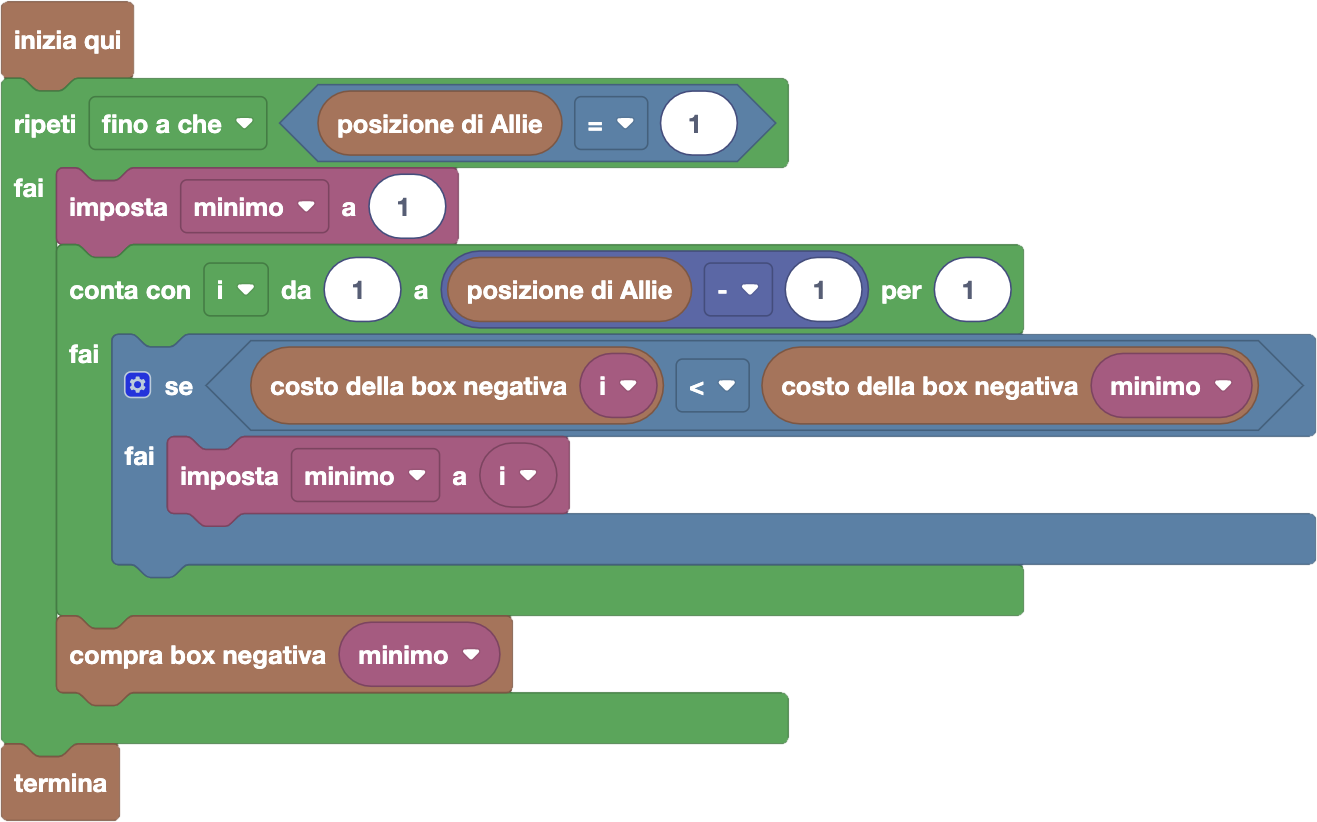 inizia qui
ripeti fino a che posizione di Allie = 1
fai
imposta minimo a 1
conta con i da 1 a posizione di Allie - 1 per 1
fai
se costo della box negativa i < costo della box negativa minimo
fai
imposta minimo a i
compra box negativa minimo
termina